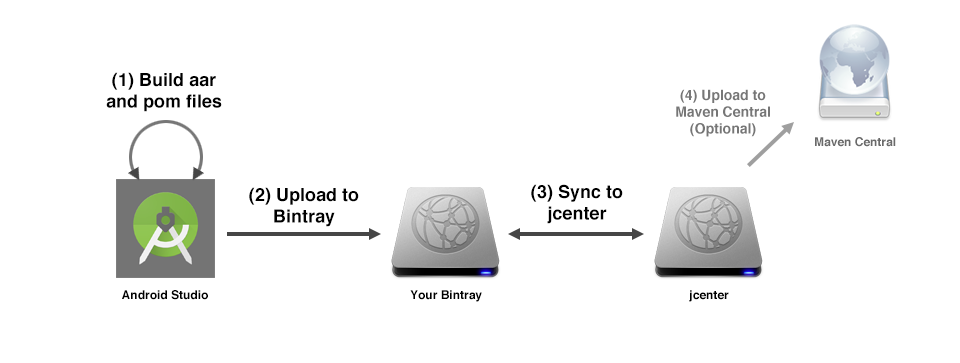 (1) Build aar
and pom files
(2) Upload to
Bintray
(3) Sync to
jcenter
(4) Upload to
Maven Central
(Optional)
Maven Central
Android Studio
Your Bintray
jcenter